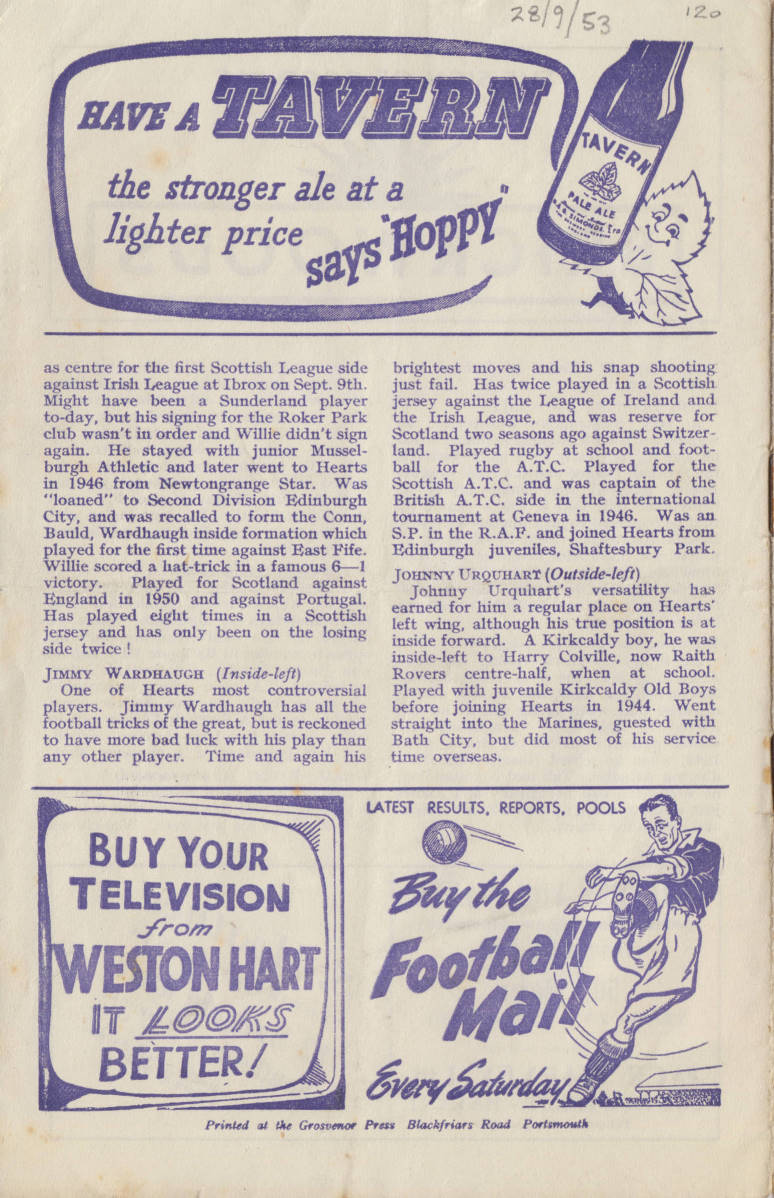 28/9/53
120
HAVE A TAVERN
the stronger ale at a
lighter price
says "Hoppy"
TAVERN
PALE ALE
H. & G. SIMONDS LTD
as centre for the first Scottish League side
against Irish League at Ibrox on Sept. 9th.
Might have been a Sunderland player
to-day, but his signing for the Roker Park
club wasn't in order and Willie didn't sign
again. He stayed with junior Mussel-
burgh Athletic and later went to Hearts
in 1946 from Newtongrange Star. Was
"loaned" to Second Division Edinburgh
City, and was recalled to form the Conn,
Bauld, Wardhaugh inside formation which
played for the first time against East Fife.
Willie scored a hat-trick in a famous 6—1
victory. Played for Scotland against
England in 1950 and against Portugal.
Has played eight times in a Scottish
jersey and has only been on the losing
side twice !
JIMMY WARDHAUGH (Inside-left)
One of Hearts most controversial
players. Jimmy Wardhaugh has all the
football tricks of the great, but is reckoned
to have more bad luck with his play than
any other player. Time and again his
brightest moves and his snap shooting
just fail. Has twice played in a Scottish
jersey against the League of Ireland and
the Irish League, and was reserve for
Scotland two seasons ago against Switzer-
land. Played rugby at school and foot-
ball for the A.T.C. Played for the
Scottish A.T.C. and was captain of the
British A.T.C. side in the international
tournament at Geneva in 1946. Was an
S.P. in the R.A.F. and joined Hearts from
Edinburgh juveniles, Shaftesbury Park.
JOHNNY URQUHART (Outside-left)
Johnny Urquhart's versatility has
earned for him a regular place on Hearts'
left wing, although his true position is at
inside forward. A Kirkcaldy boy, he was
inside-left to Harry Colville, now Raith
Rovers centre-half, when at school.
Played with juvenile Kirkcaldy Old Boys
before joining Hearts in 1944. Went
straight into the Marines, guested with
Bath City, but did most of his service
time overseas.
BUY YOUR
TELEVISION
from
WESTON HART
IT LOOKS
BETTER!
LATEST RESULTS, REPORTS, POOLS
Buy the
Football
Mail
Every Saturday
Printed at the Grosvenor Press Blackfriars Road Portsmouth